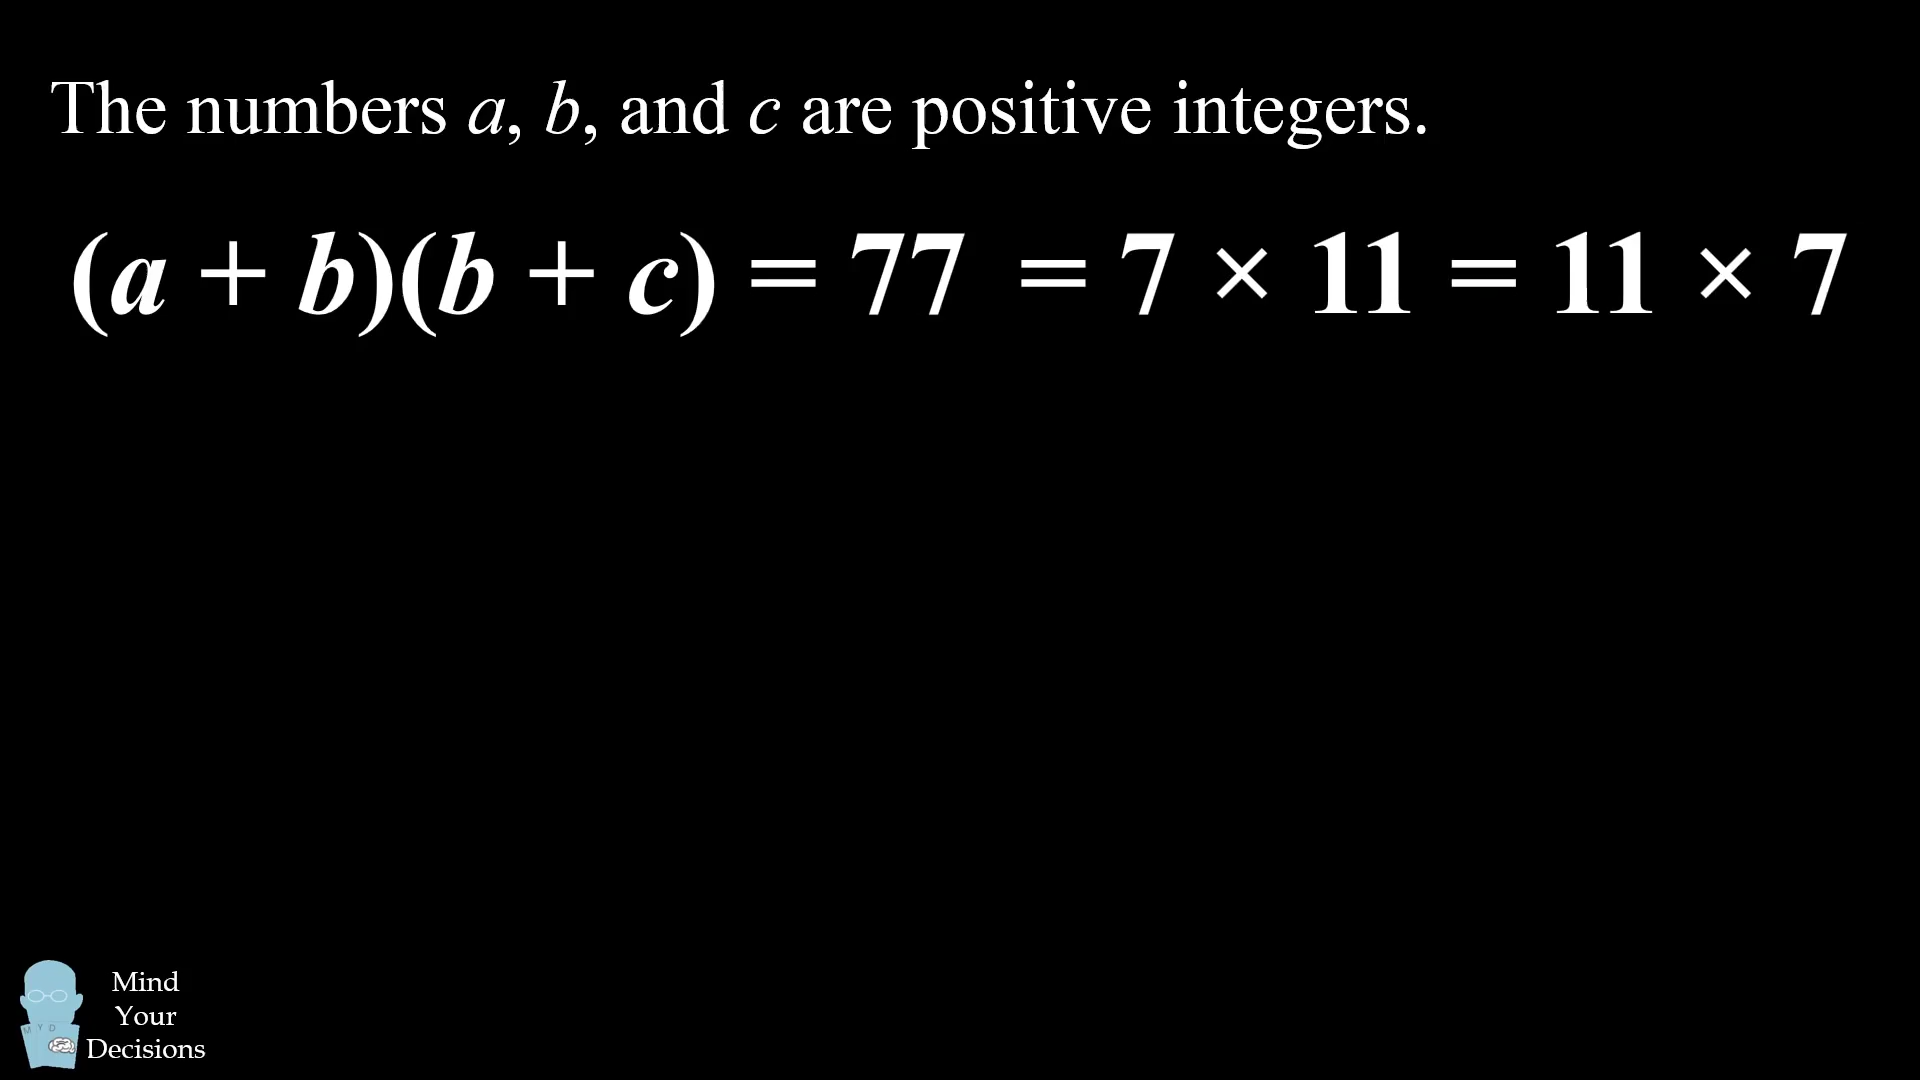 The numbers a, b, and c are positive integers.
(a + b)(b + c) = 77 = 7 × 11 = 11 × 7
M Y D
Mind
Your
Decisions